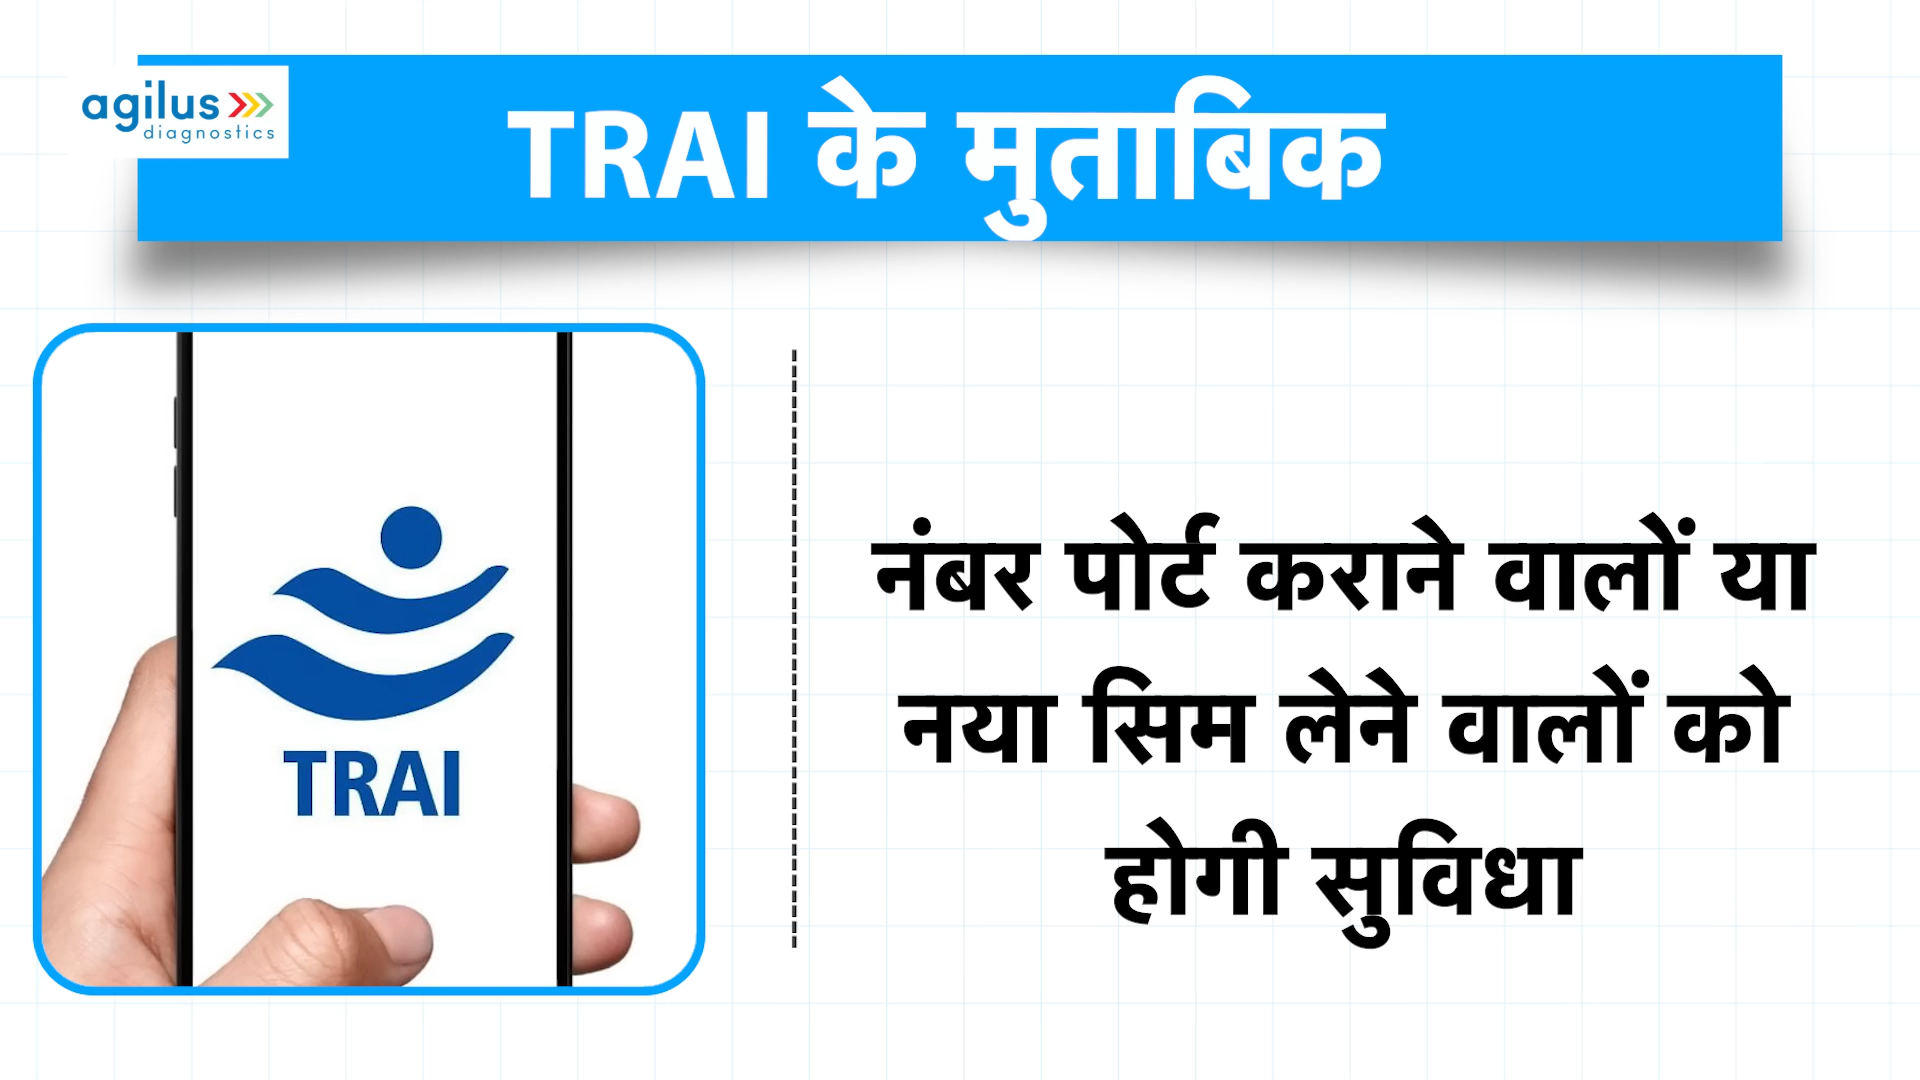 agilus
diagnostics
TRAI के मुताबिक
TRAI
नंबर पोर्ट कराने वालों या
नया सिम लेने वालों को
होगी सुविधा